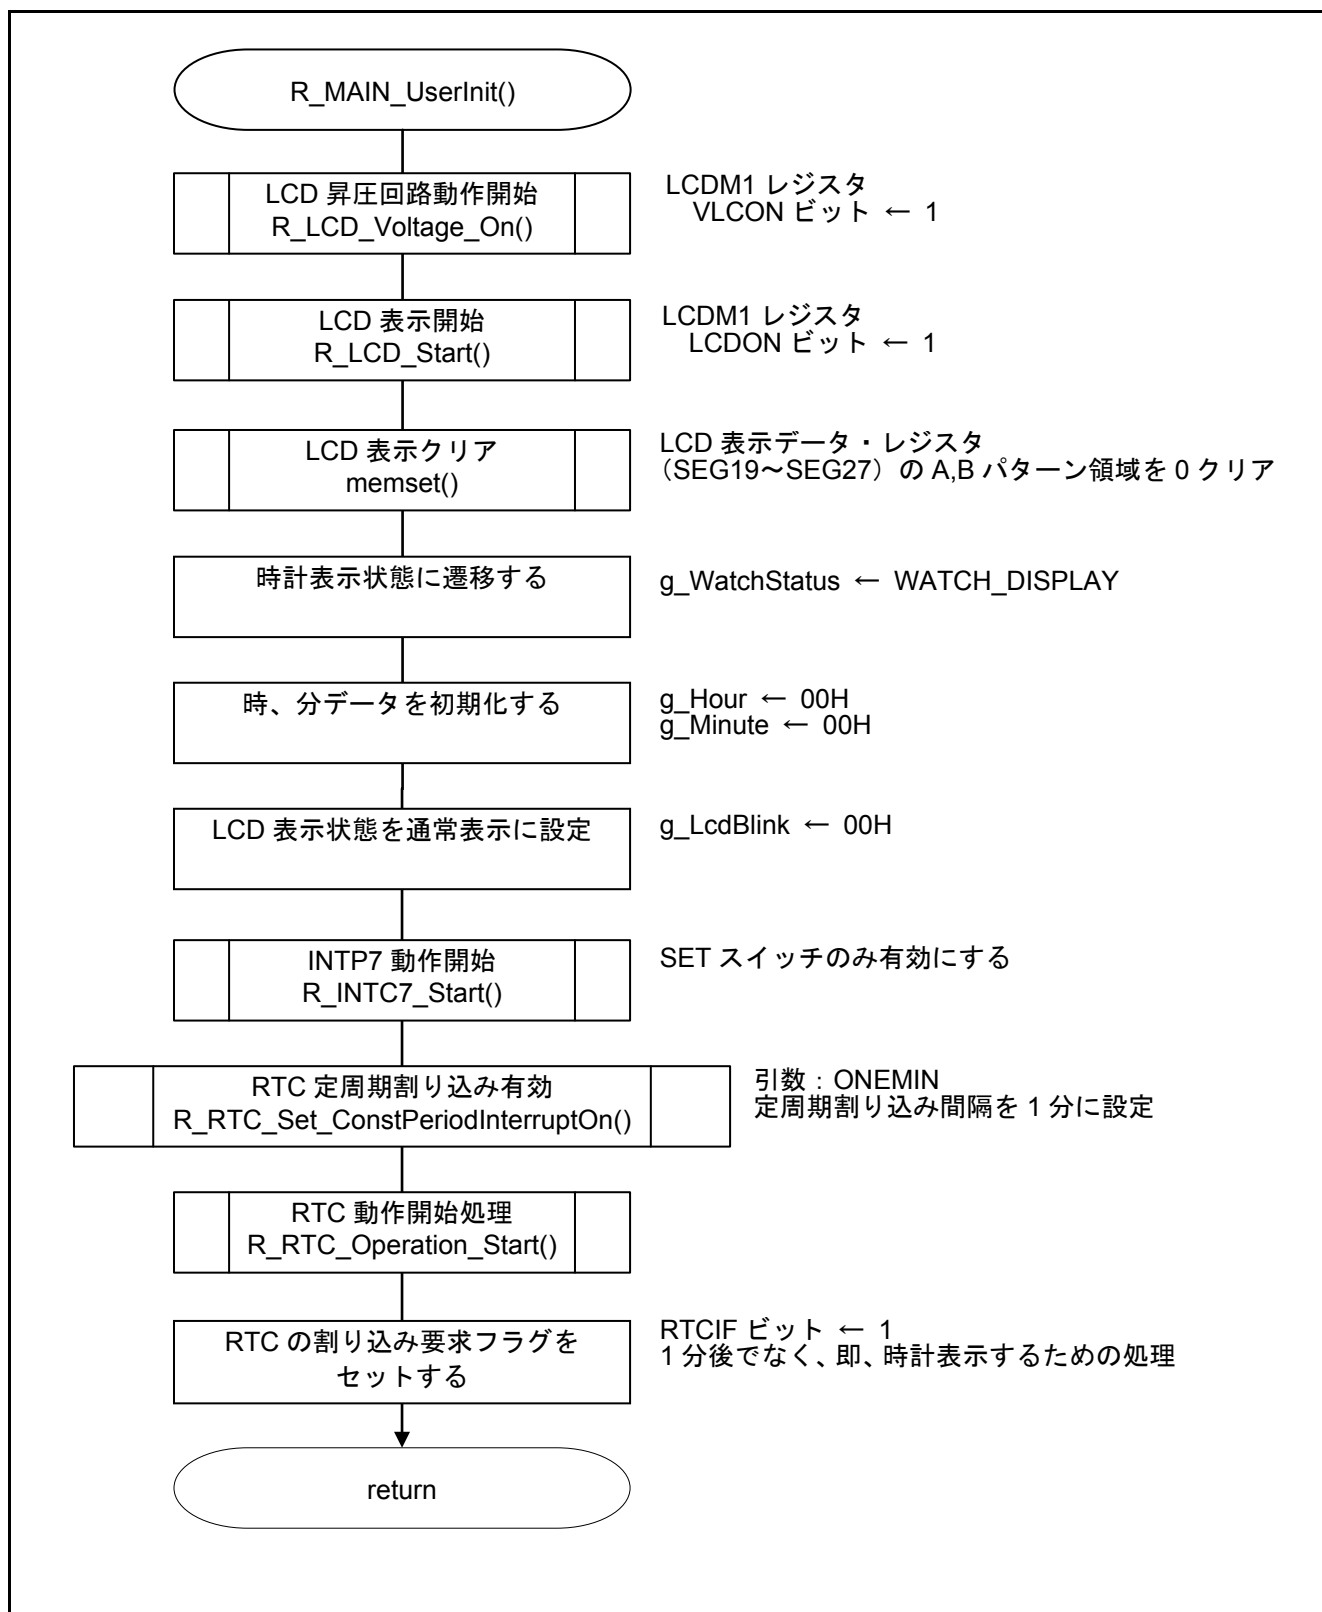 R_MAIN_UserInit()
LCD 昇圧回路動作開始
R_LCD_Voltage_On()
LCDM1 レジスタ
VLCON ビット ← 1
LCD 表示開始
R_LCD_Start()
LCDM1 レジスタ
LCDON ビット ← 1
LCD 表示クリア
memset()
LCD 表示データ・レジスタ
（SEG19～SEG27）の A,B パターン領域を 0 クリア
時計表示状態に遷移する
g_WatchStatus ← WATCH_DISPLAY
時、分データを初期化する
g_Hour ← 00H
g_Minute ← 00H
LCD 表示状態を通常表示に設定
g_LcdBlink ← 00H
INTP7 動作開始
R_INTC7_Start()
SET スイッチのみ有効にする
RTC 定周期割り込み有効
R_RTC_Set_ConstPeriodInterruptOn()
引数：ONEMIN
定周期割り込み間隔を 1 分に設定
RTC 動作開始処理
R_RTC_Operation_Start()
RTC の割り込み要求フラグを
セットする
RTCIF ビット ← 1
1 分後でなく、即、時計表示するための処理
return